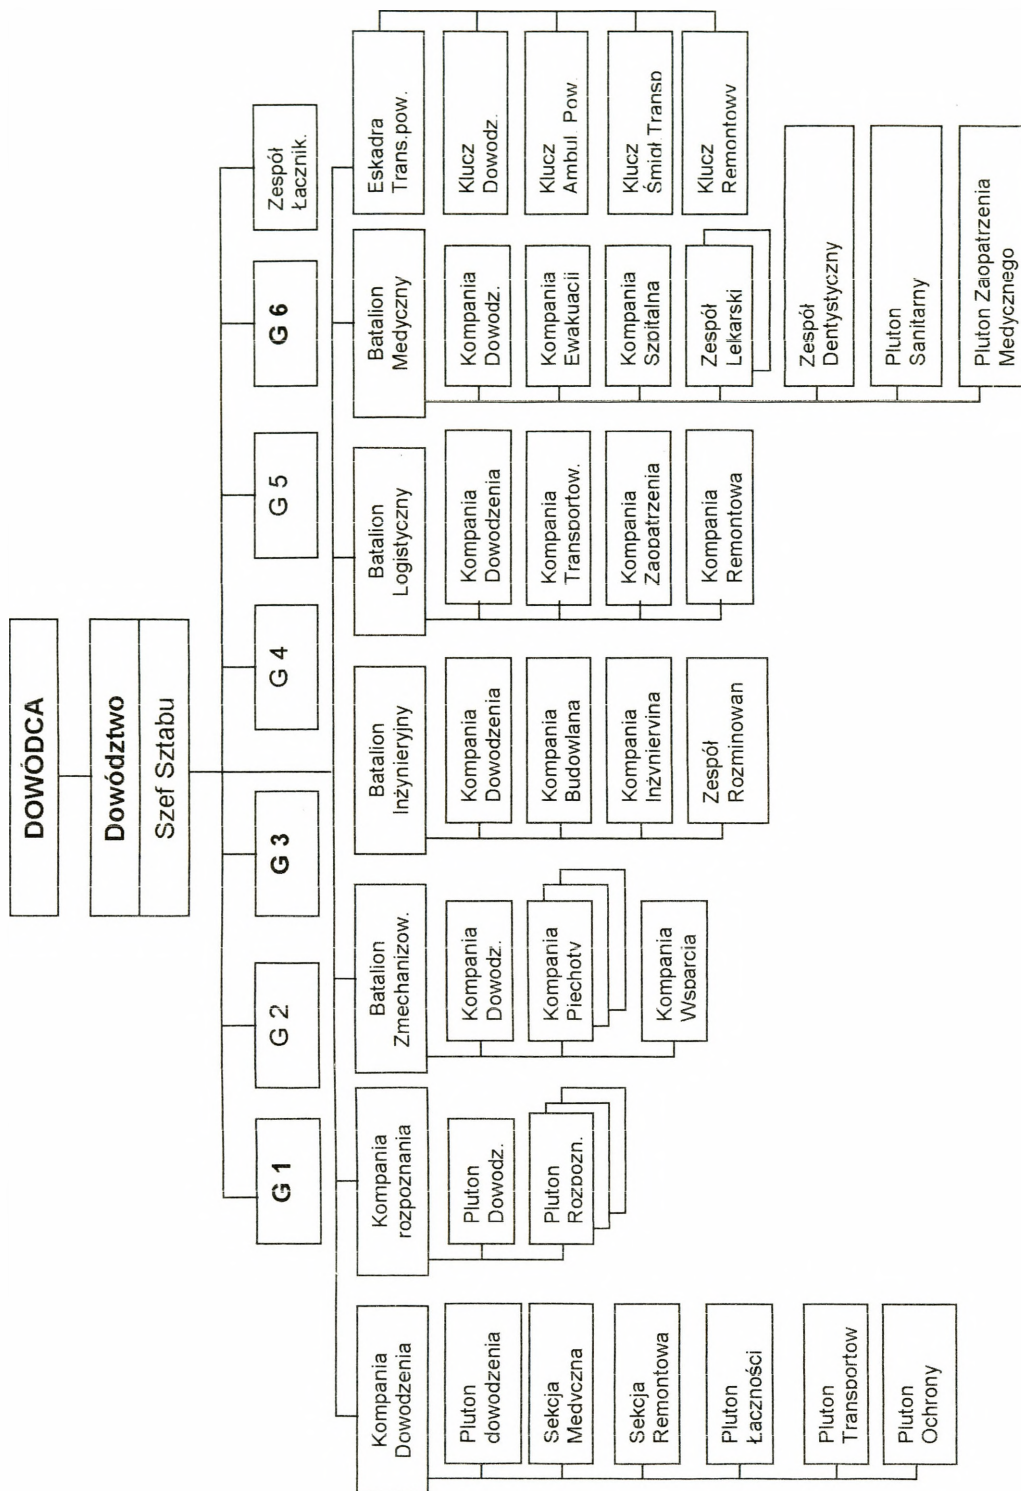 DOWÓDCA
Dowództwo
Szef Sztabu
G 1
G 2
G 3
G 4
G 5
G 6
Zespół
Łącznik.
Kompania
Dowodzenia
Pluton
dowodzenia
Sekcja
Medyczna
Sekcja
Remontowa
Pluton
Łączności
Pluton
Transportow
Pluton
Ochrony
Kompania
rozpoznania
Pluton
Dowodz.
Pluton
Rozpozn.
Batalion
Zmechanizow.
Kompania
Dowodz.
Kompania
Piechoty
Kompania
Wsparcia
Batalion
Inżynieryjny
Kompania
Dowodzenia
Kompania
Budowlana
Kompania
Inżynieryjna
Zespół
Rozminowan
Batalion
Logistyczny
Kompania
Dowodzenia
Kompania
Transportow.
Kompania
Zaopatrzenia
Kompania
Remontowa
Batalion
Medyczny
Kompania
Dowodz.
Kompania
Ewakuacji
Kompania
Szpitalna
Zespół
Lekarski
Zespół
Dentystyczny
Pluton
Sanitarny
Pluton Zaopatrzenia
Medycznego
Eskadra
Trans.pow.
Klucz
Dowodz.
Klucz
Ambul. Pow.
Klucz
Śmigł Transp
Klucz
Remontowy